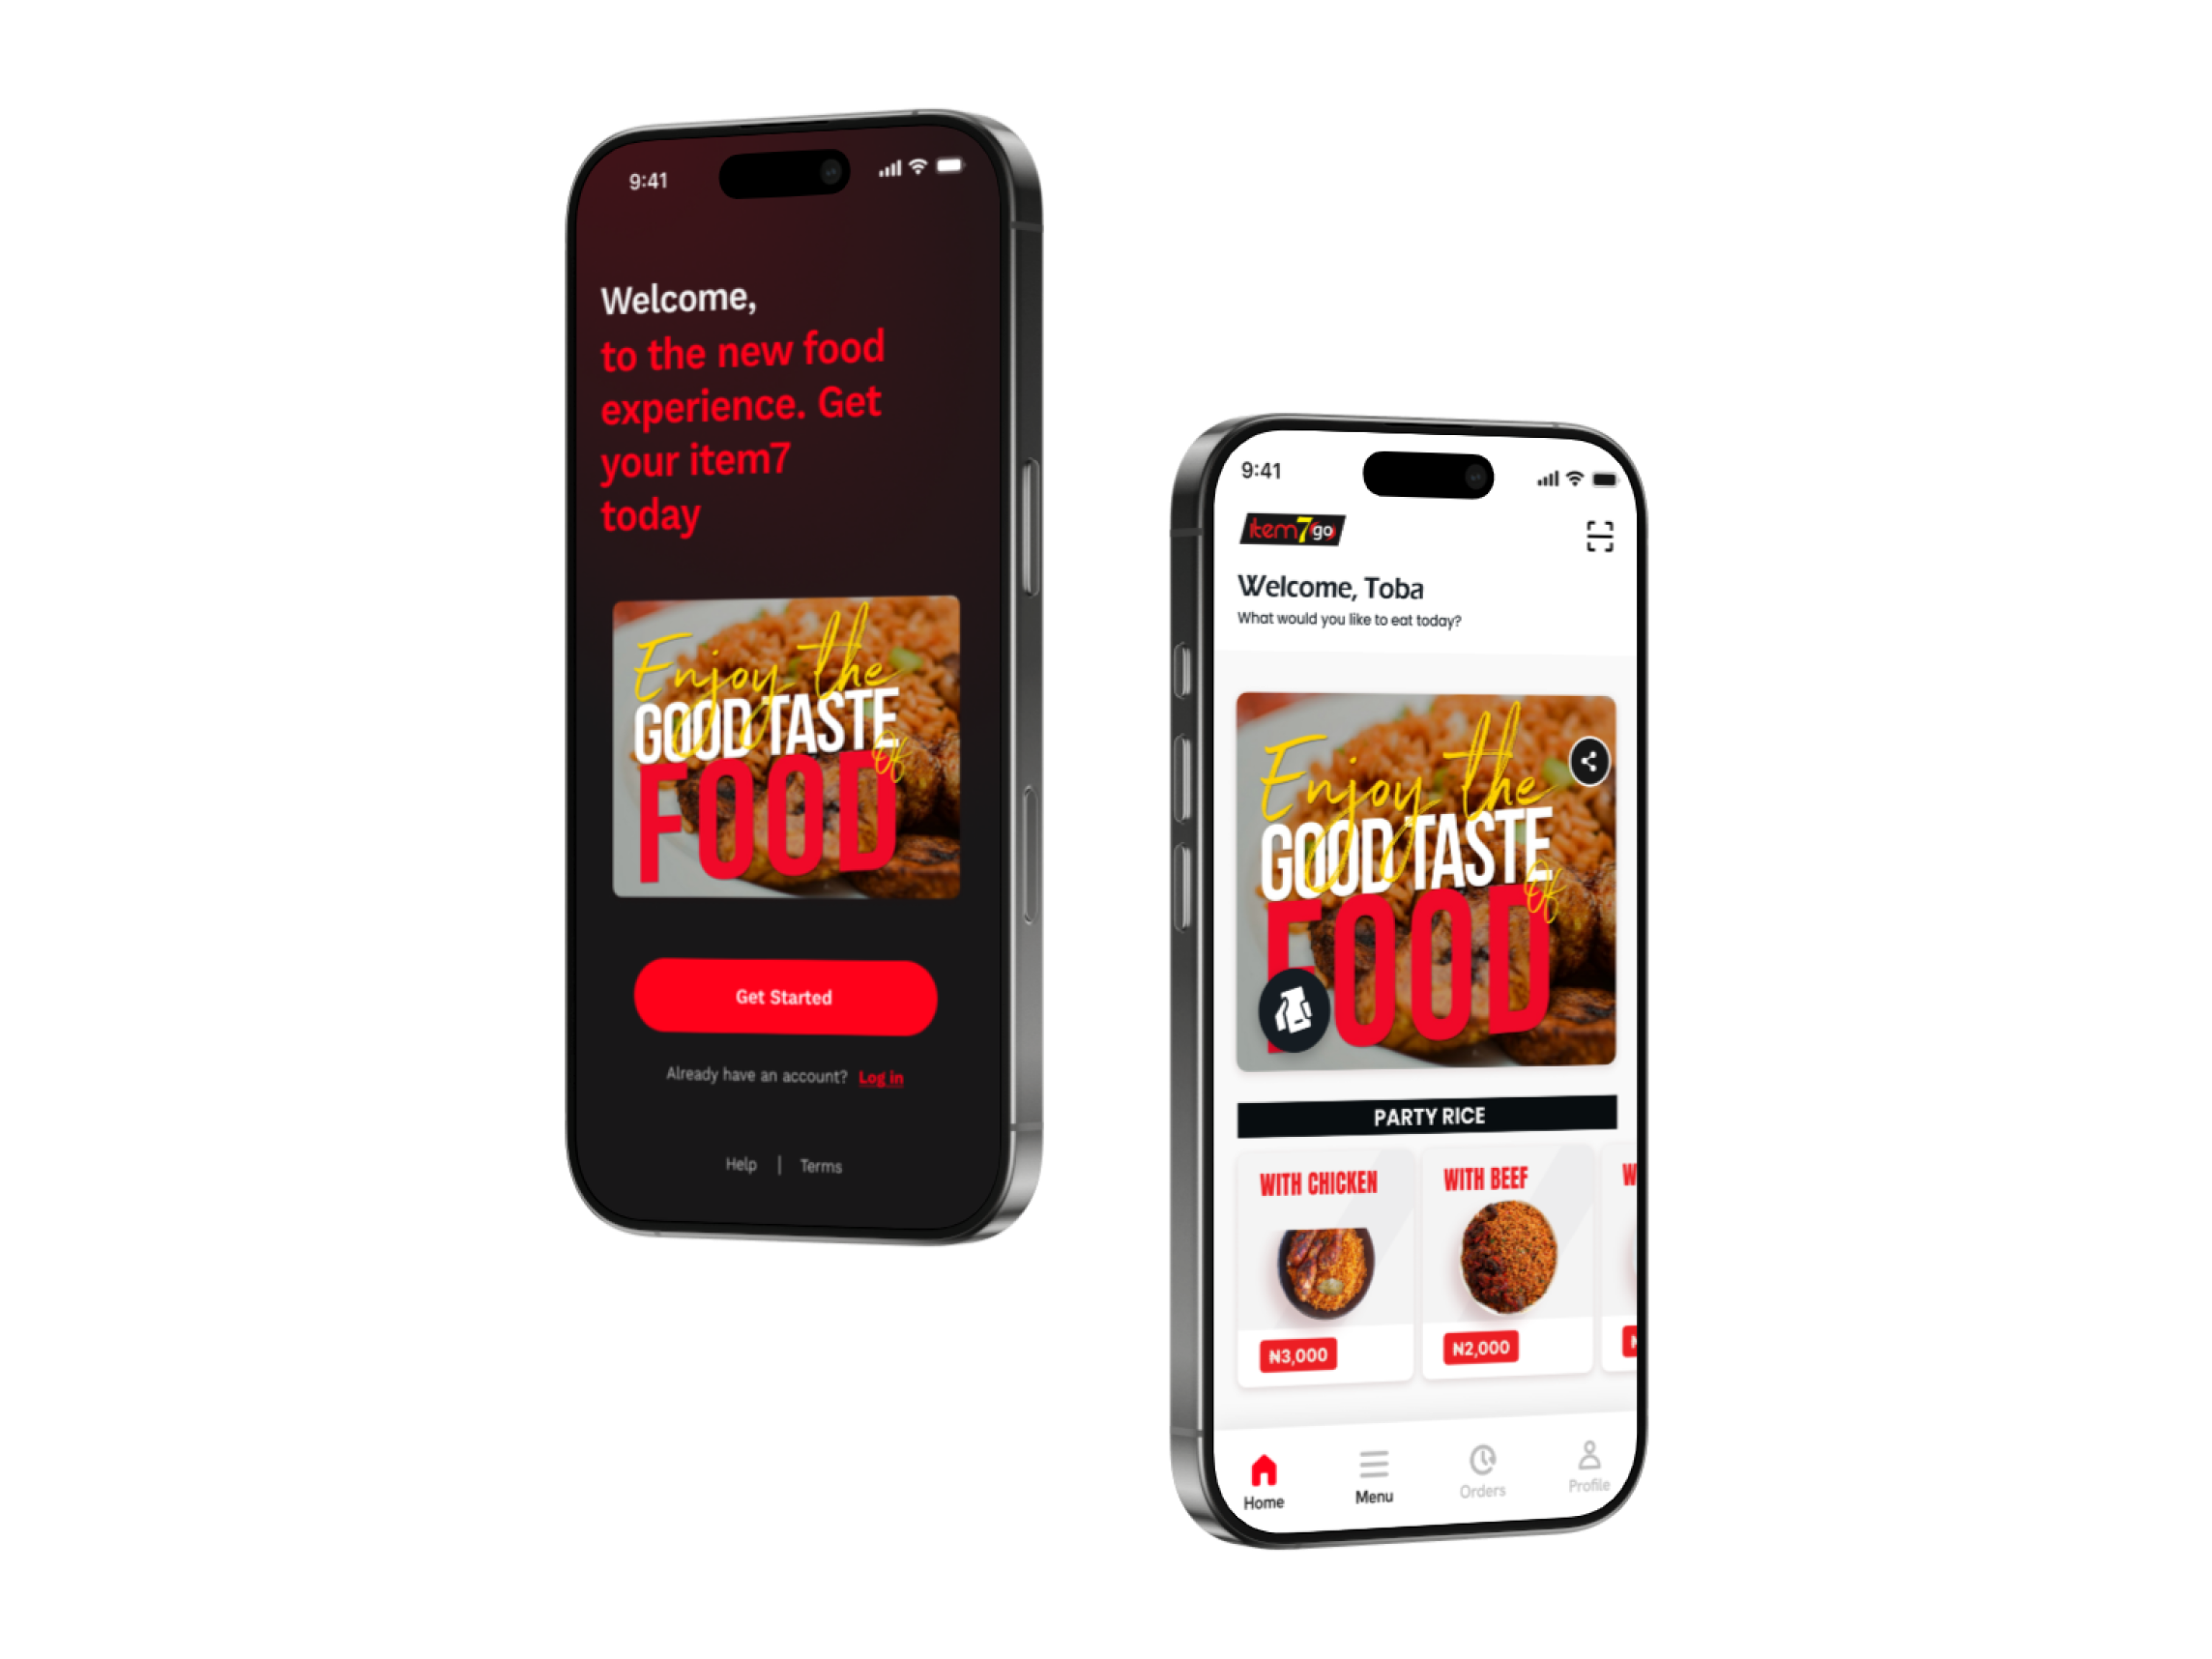 9:41
Welcome,
to the new food
experience. Get
your item7
today
Enjoy the
GOOD TASTE
Of
FOOD
Get Started
Already have an account? Log in
Help | Terms
9:41
item7go
Welcome, Toba
What would you like to eat today?
Enjoy the
GOOD TASTE
Of
FOOD
PARTY RICE
WITH CHICKEN
WITH BEEF
₦3,000
₦2,000
Home
Menu
Orders
Profile